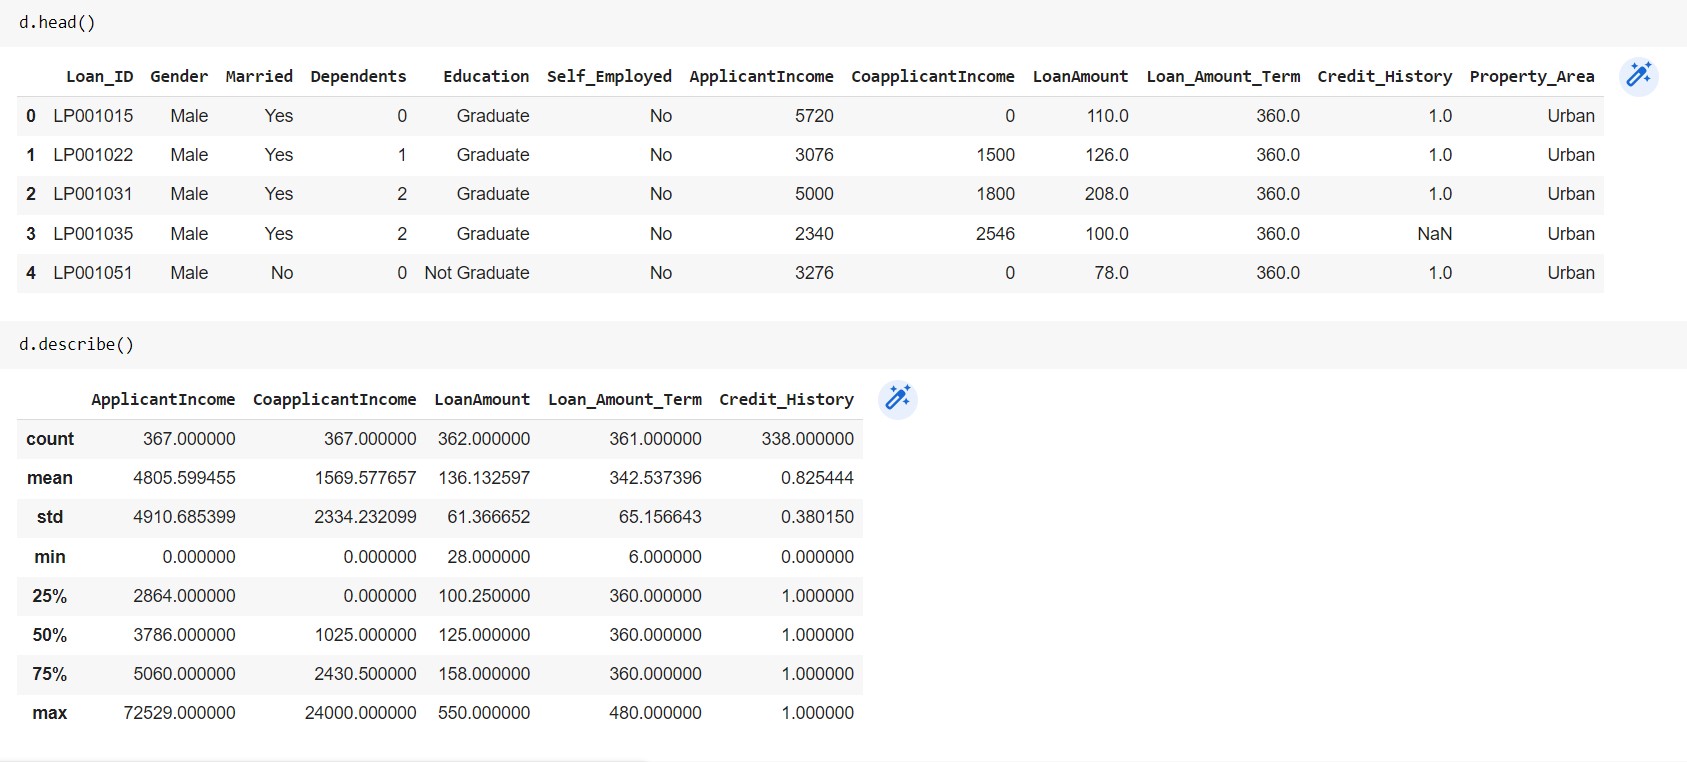 d.head()
Loan_ID Gender Married Dependents Education Self_Employed ApplicantIncome CoapplicantIncome LoanAmount Loan_Amount_Term Credit_History Property_Area
0 LP001015 Male Yes 0 Graduate No 5720 0 110.0 360.0 1.0 Urban
1 LP001022 Male Yes 1 Graduate No 3076 1500 126.0 360.0 1.0 Urban
2 LP001031 Male Yes 2 Graduate No 5000 1800 208.0 360.0 1.0 Urban
3 LP001035 Male Yes 2 Graduate No 2340 2546 100.0 360.0 NaN Urban
4 LP001051 Male No 0 Not Graduate No 3276 0 78.0 360.0 1.0 Urban
d.describe()
ApplicantIncome CoapplicantIncome LoanAmount Loan_Amount_Term Credit_History
count 367.000000 367.000000 362.000000 361.000000 338.000000
mean 4805.599455 1569.577657 136.132597 342.537396 0.825444
std 4910.685399 2334.232099 61.366652 65.156643 0.380150
min 0.000000 0.000000 28.000000 6.000000 0.000000
25% 2864.000000 0.000000 100.250000 360.000000 1.000000
50% 3786.000000 1025.000000 125.000000 360.000000 1.000000
75% 5060.000000 2430.500000 158.000000 360.000000 1.000000
max 72529.000000 24000.000000 550.000000 480.000000 1.000000